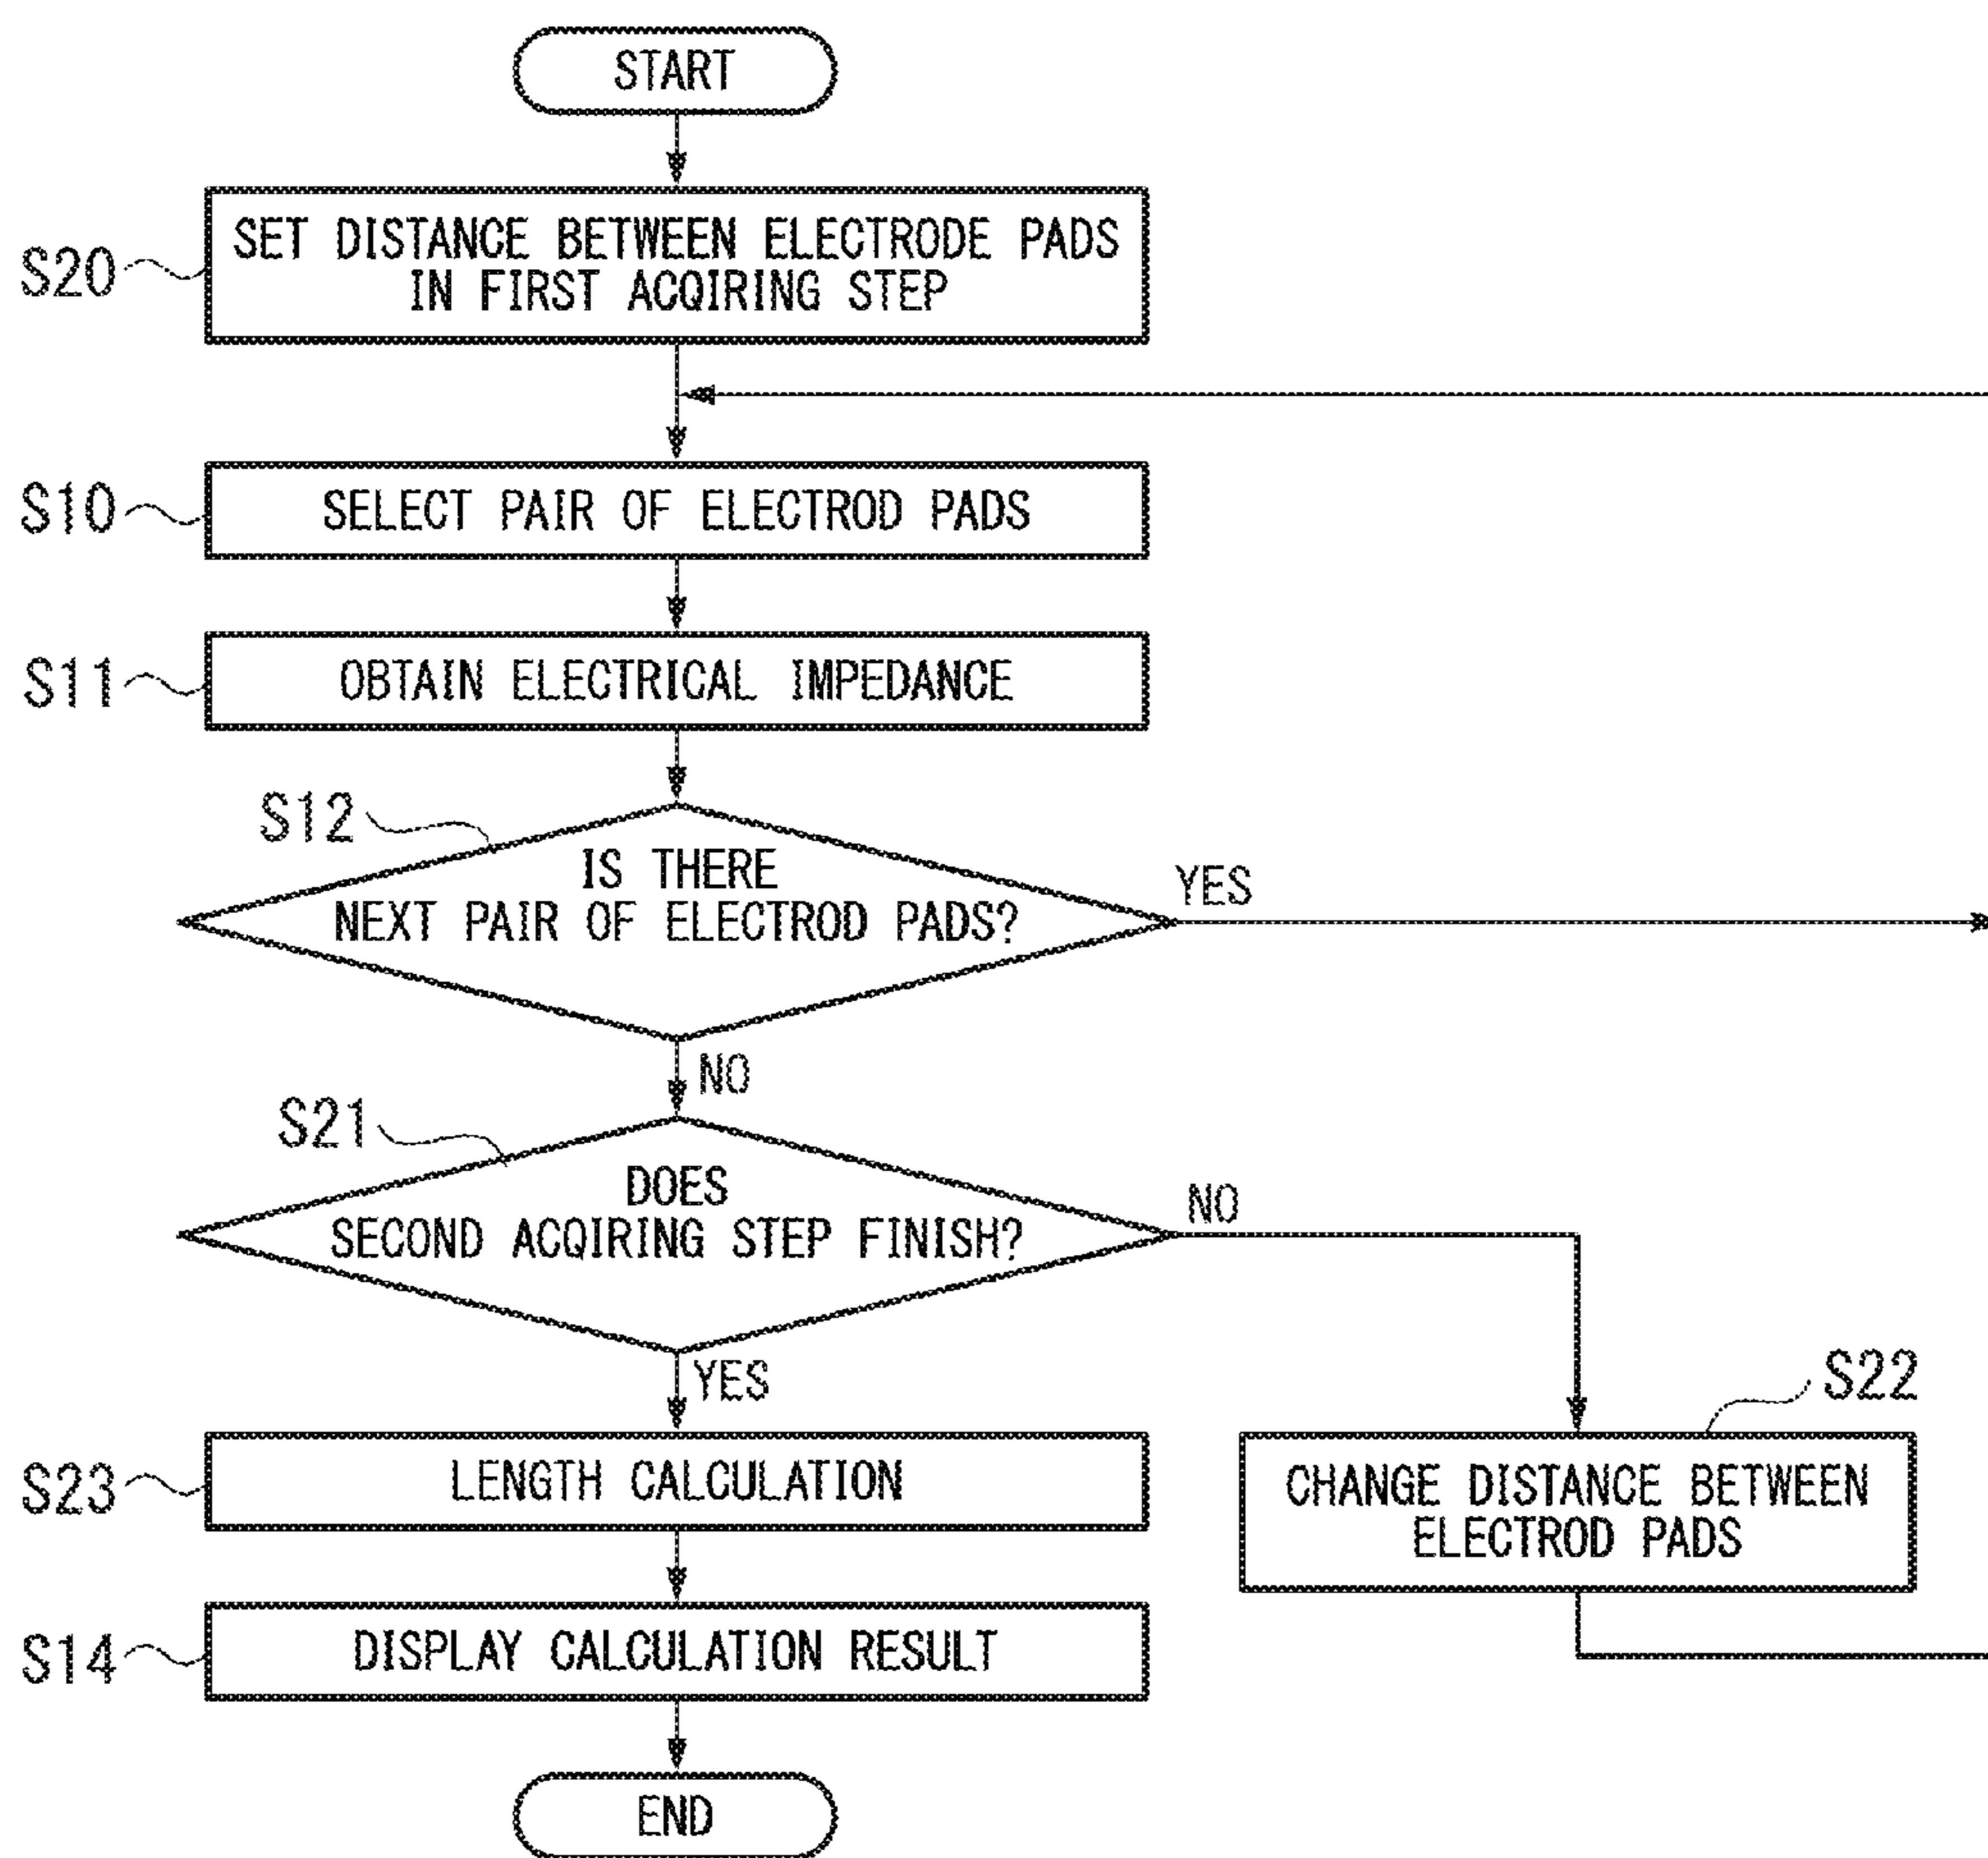 START
S20
SET DISTANCE BETWEEN ELECTRODE PADS
IN FIRST ACQIRING STEP
S10
SELECT PAIR OF ELECTROD PADS
S11
OBTAIN ELECTRICAL IMPEDANCE
S12
IS THERE
NEXT PAIR OF ELECTROD PADS?
YES
NO
S21
DOES
SECOND ACQIRING STEP FINISH?
NO
YES
S22
CHANGE DISTANCE BETWEEN
ELECTROD PADS
S23
LENGTH CALCULATION
S14
DISPLAY CALCULATION RESULT
END